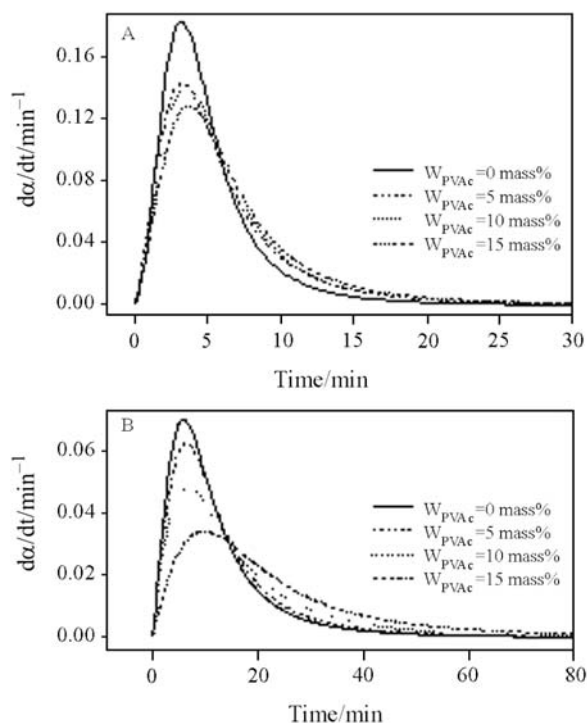 A
dα/dt/min⁻¹
0.16
0.12
0.08
0.04
0.00
W_PVAc=0 mass%
W_PVAc=5 mass%
W_PVAc=10 mass%
W_PVAc=15 mass%
0 5 10 15 20 25 30
Time/min
B
dα/dt/min⁻¹
0.06
0.04
0.02
0.00
W_PVAc=0 mass%
W_PVAc=5 mass%
W_PVAc=10 mass%
W_PVAc=15 mass%
0 20 40 60 80
Time/min